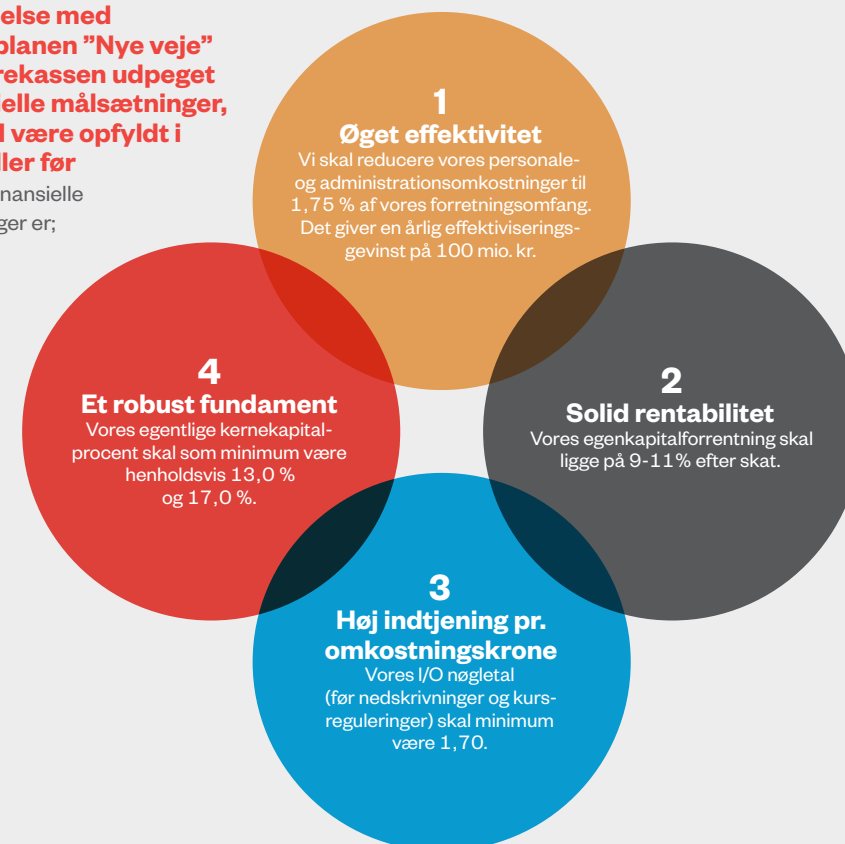 else med
planen ”Nye veje”
rekassen udpeget
ielle målsætninger,
l være opfyldt i
ller før
nansielle
ger er;
1
Øget effektivitet
Vi skal reducere vores personale-
og administrationsomkostninger til
1,75 % af vores forretningsomfang.
Det giver en årlig effektiviserings-
gevinst på 100 mio. kr.
2
Solid rentabilitet
Vores egenkapitalforrentning skal
ligge på 9-11% efter skat.
3
Høj indtjening pr.
omkostningskrone
Vores I/O nøgletal
(før nedskrivninger og kurs-
reguleringer) skal minimum
være 1,70.
4
Et robust fundament
Vores egentlige kernekapital-
procent skal som minimum være
henholdsvis 13,0 %
og 17,0 %.